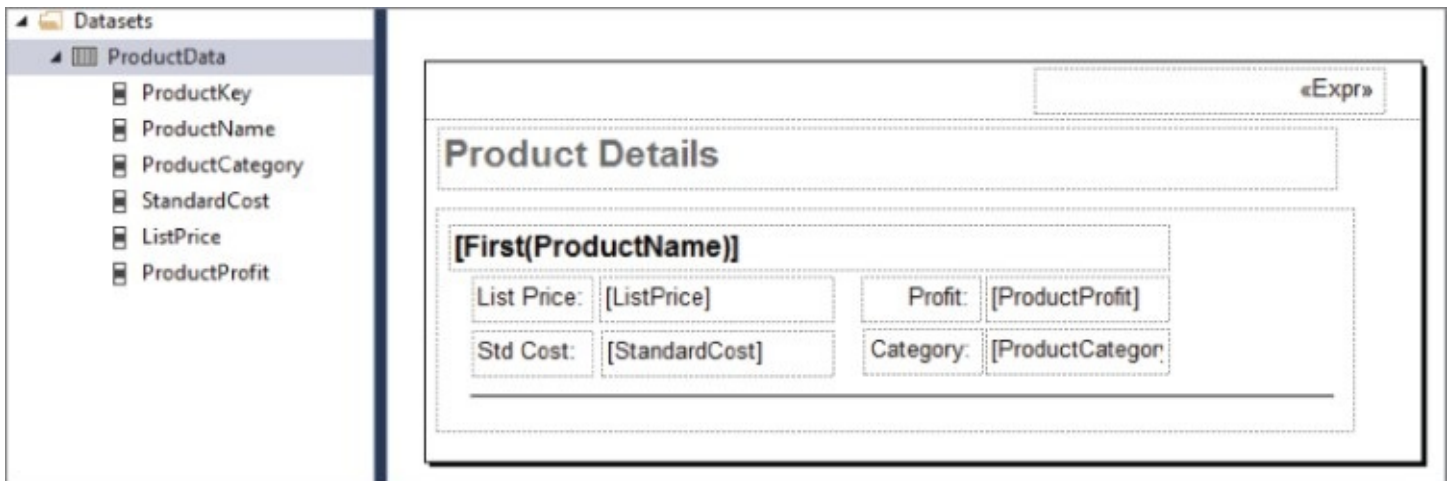 Datasets
ProductData
ProductKey
ProductName
ProductCategory
StandardCost
ListPrice
ProductProfit
«Expr»
Product Details
[First(ProductName)]
List Price: [ListPrice] Profit: [ProductProfit]
Std Cost: [StandardCost] Category: [ProductCategor